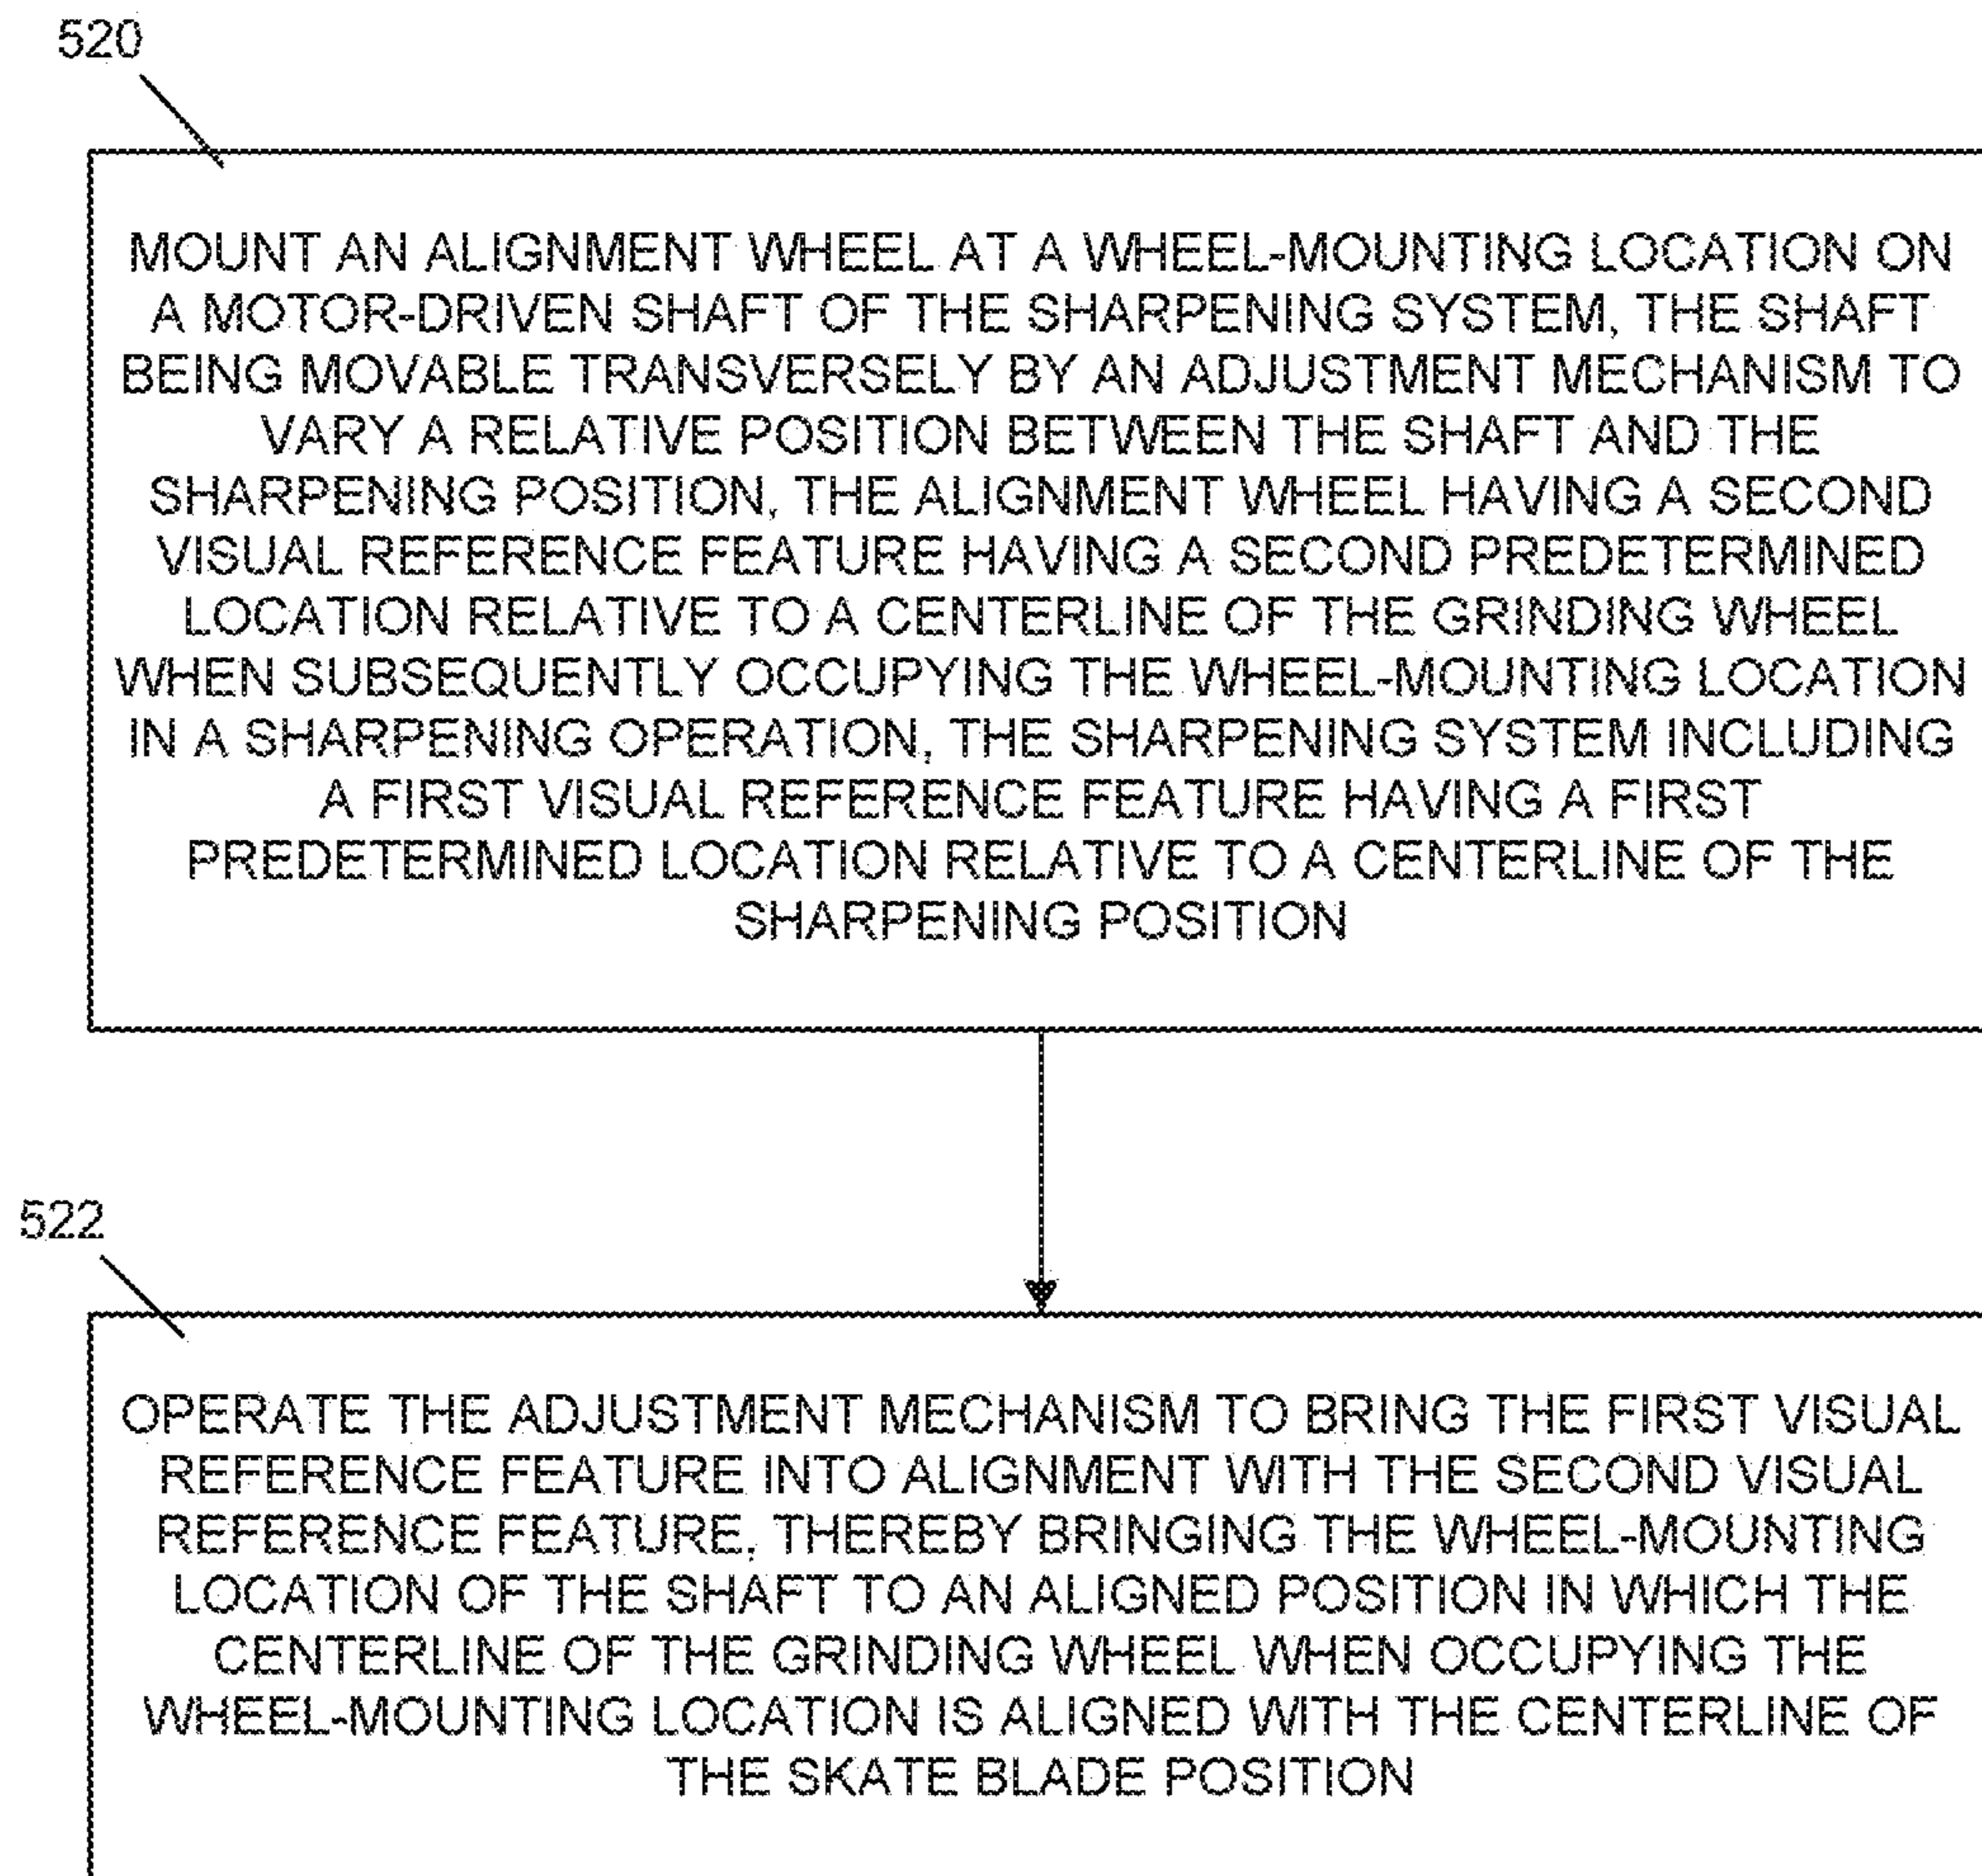 520
MOUNT AN ALIGNMENT WHEEL AT A WHEEL-MOUNTING LOCATION ON
A MOTOR-DRIVEN SHAFT OF THE SHARPENING SYSTEM, THE SHAFT
BEING MOVABLE TRANSVERSELY BY AN ADJUSTMENT MECHANISM TO
VARY A RELATIVE POSITION BETWEEN THE SHAFT AND THE
SHARPENING POSITION, THE ALIGNMENT WHEEL HAVING A SECOND
VISUAL REFERENCE FEATURE HAVING A SECOND PREDETERMINED
LOCATION RELATIVE TO A CENTERLINE OF THE GRINDING WHEEL
WHEN SUBSEQUENTLY OCCUPYING THE WHEEL-MOUNTING LOCATION
IN A SHARPENING OPERATION, THE SHARPENING SYSTEM INCLUDING
A FIRST VISUAL REFERENCE FEATURE HAVING A FIRST
PREDETERMINED LOCATION RELATIVE TO A CENTERLINE OF THE
SHARPENING POSITION
522
OPERATE THE ADJUSTMENT MECHANISM TO BRING THE FIRST VISUAL
REFERENCE FEATURE INTO ALIGNMENT WITH THE SECOND VISUAL
REFERENCE FEATURE, THEREBY BRINGING THE WHEEL-MOUNTING
LOCATION OF THE SHAFT TO AN ALIGNED POSITION IN WHICH THE
CENTERLINE OF THE GRINDING WHEEL WHEN OCCUPYING THE
WHEEL-MOUNTING LOCATION IS ALIGNED WITH THE CENTERLINE OF
THE SKATE BLADE POSITION